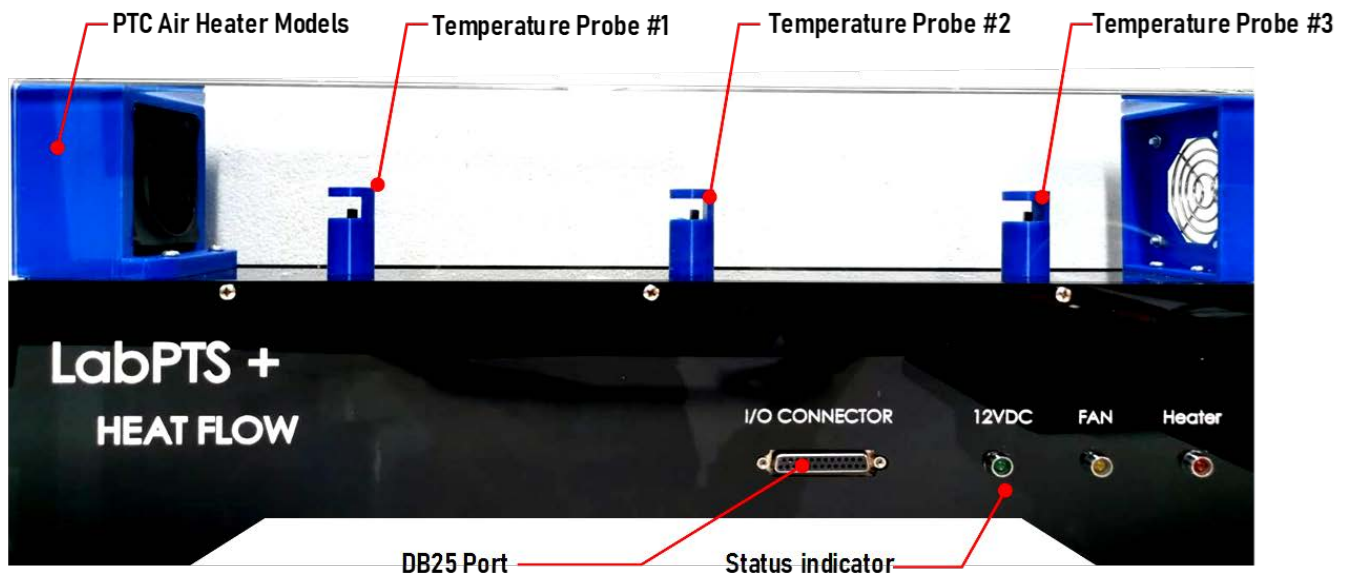 PTC Air Heater Models
Temperature Probe #1
Temperature Probe #2
Temperature Probe #3
LabPTS +
HEAT FLOW
I/O CONNECTOR
12VDC
FAN
Heater
DB25 Port
Status indicator